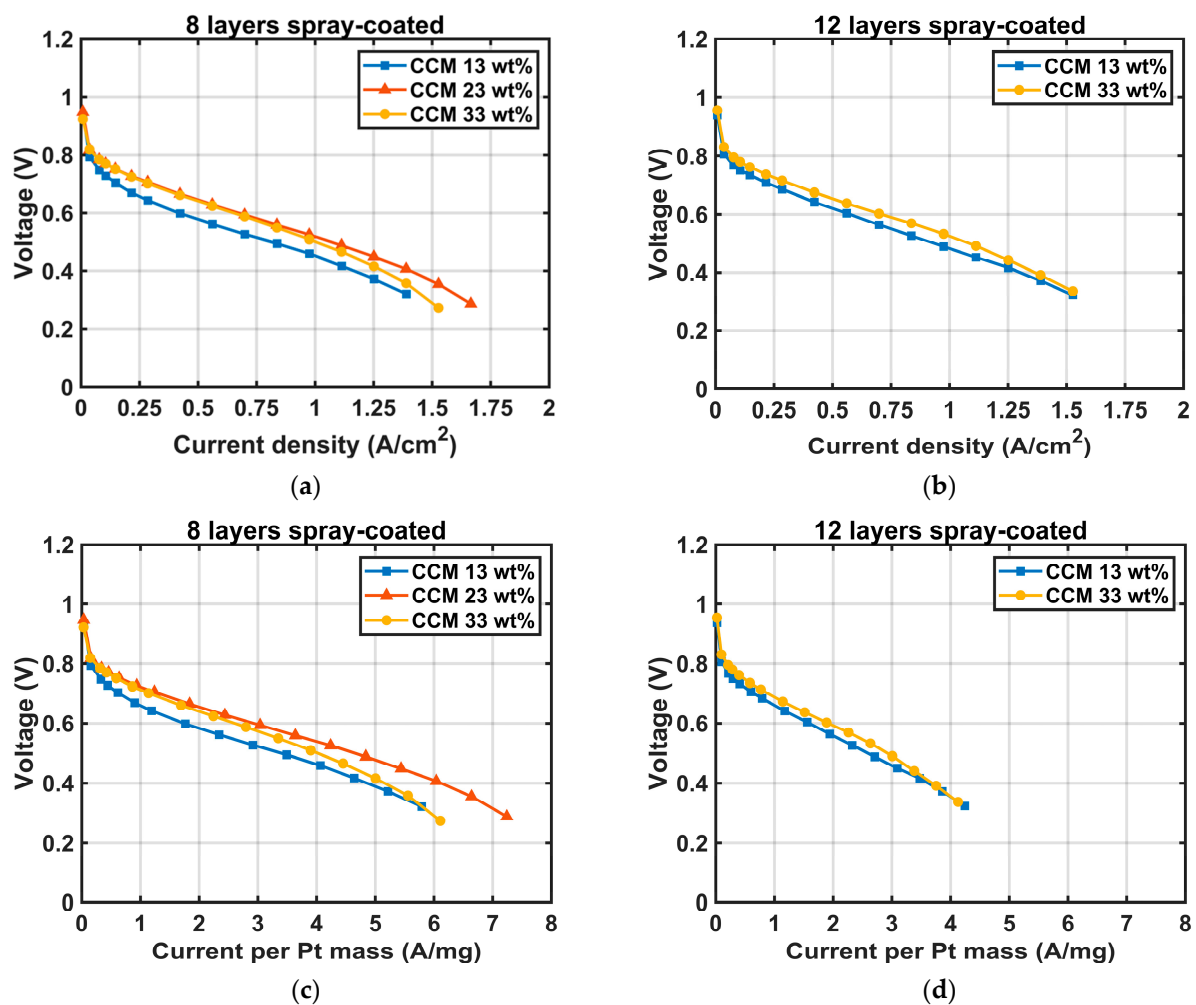 8 layers spray-coated
1.2
1
0.8
0.6
0.4
0.2
0
Voltage (V)
CCM 13 wt%
CCM 23 wt%
CCM 33 wt%
0 0.25 0.5 0.75 1 1.25 1.5 1.75 2
Current density (A/cm²)
(a)
12 layers spray-coated
1.2
1
0.8
0.6
0.4
0.2
0
Voltage (V)
CCM 13 wt%
CCM 33 wt%
0 0.25 0.5 0.75 1 1.25 1.5 1.75 2
Current density (A/cm²)
(b)
8 layers spray-coated
1.2
1
0.8
0.6
0.4
0.2
0
Voltage (V)
CCM 13 wt%
CCM 23 wt%
CCM 33 wt%
0 1 2 3 4 5 6 7 8
Current per Pt mass (A/mg)
(c)
12 layers spray-coated
1.2
1
0.8
0.6
0.4
0.2
0
Voltage (V)
CCM 13 wt%
CCM 33 wt%
0 1 2 3 4 5 6 7 8
Current per Pt mass (A/mg)
(d)